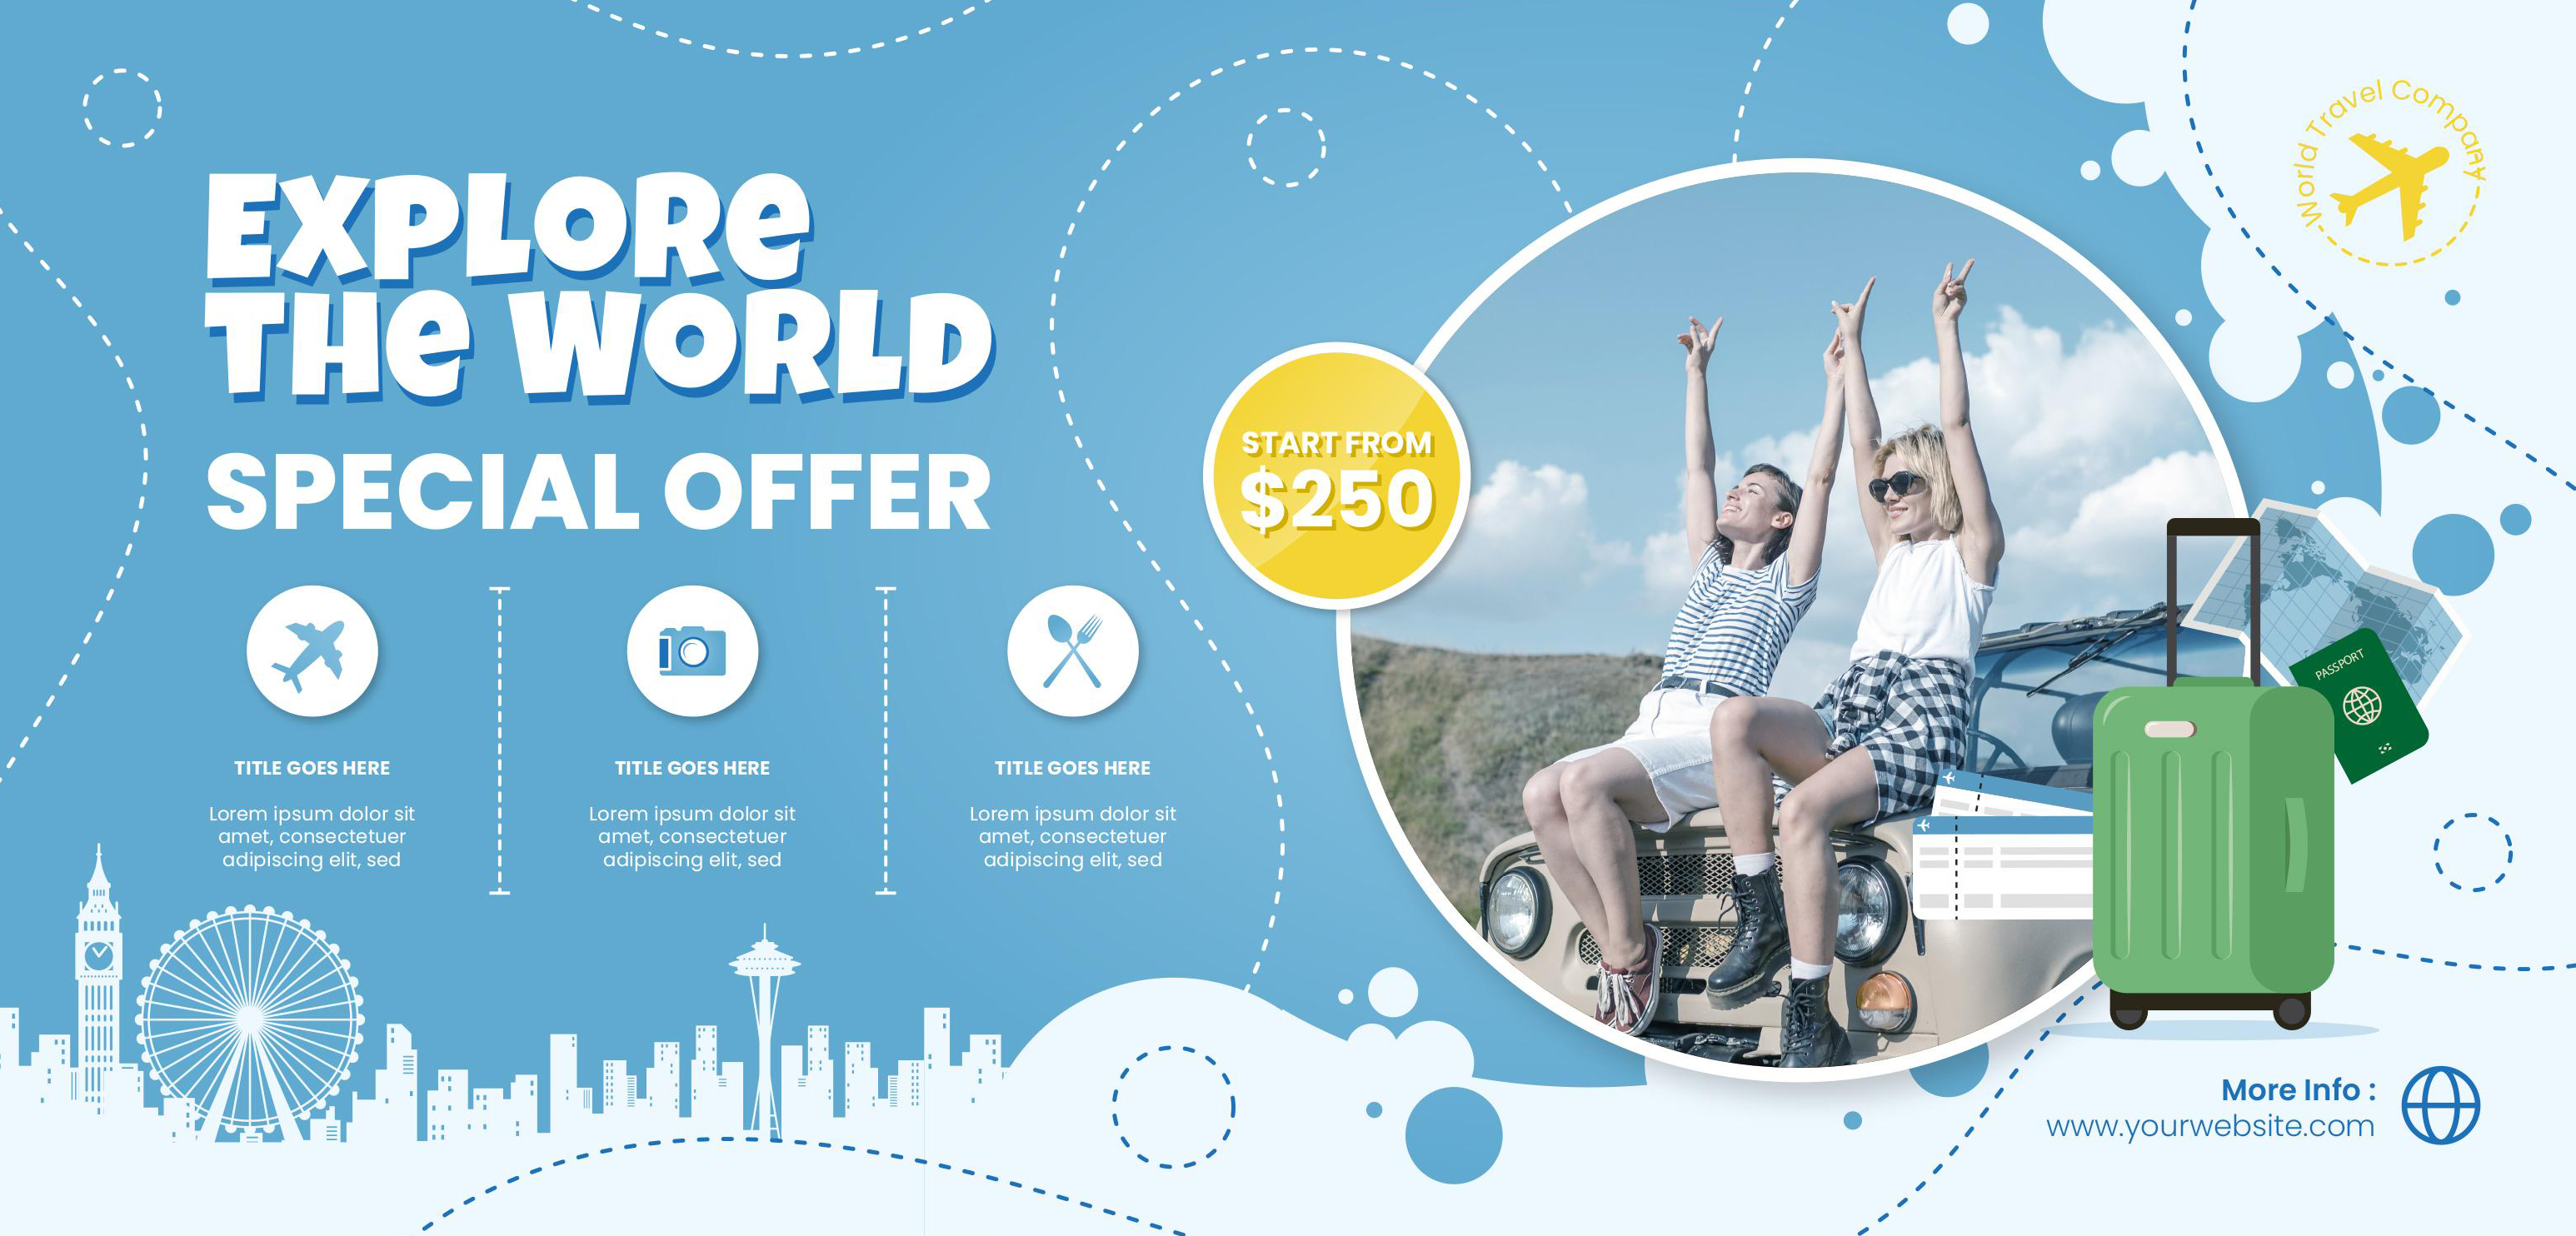 EXPLORe
THe WORLD
SPECIAL OFFER
TITLE GOES HERE
Lorem ipsum dolor sit
amet, consectetuer
adipiscing elit, sed
TITLE GOES HERE
Lorem ipsum dolor sit
amet, consectetuer
adipiscing elit, sed
TITLE GOES HERE
Lorem ipsum dolor sit
amet, consectetuer
adipiscing elit, sed
START FROM
$250
World Travel Company
PASSPORT
More Info :
www.yourwebsite.com